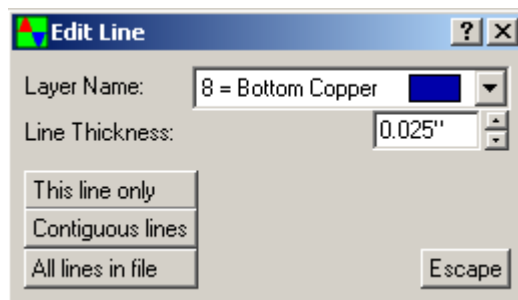 Edit Line
Layer Name: 8 = Bottom Copper
Line Thickness: 0.025"
This line only
Contiguous lines
All lines in file
Escape